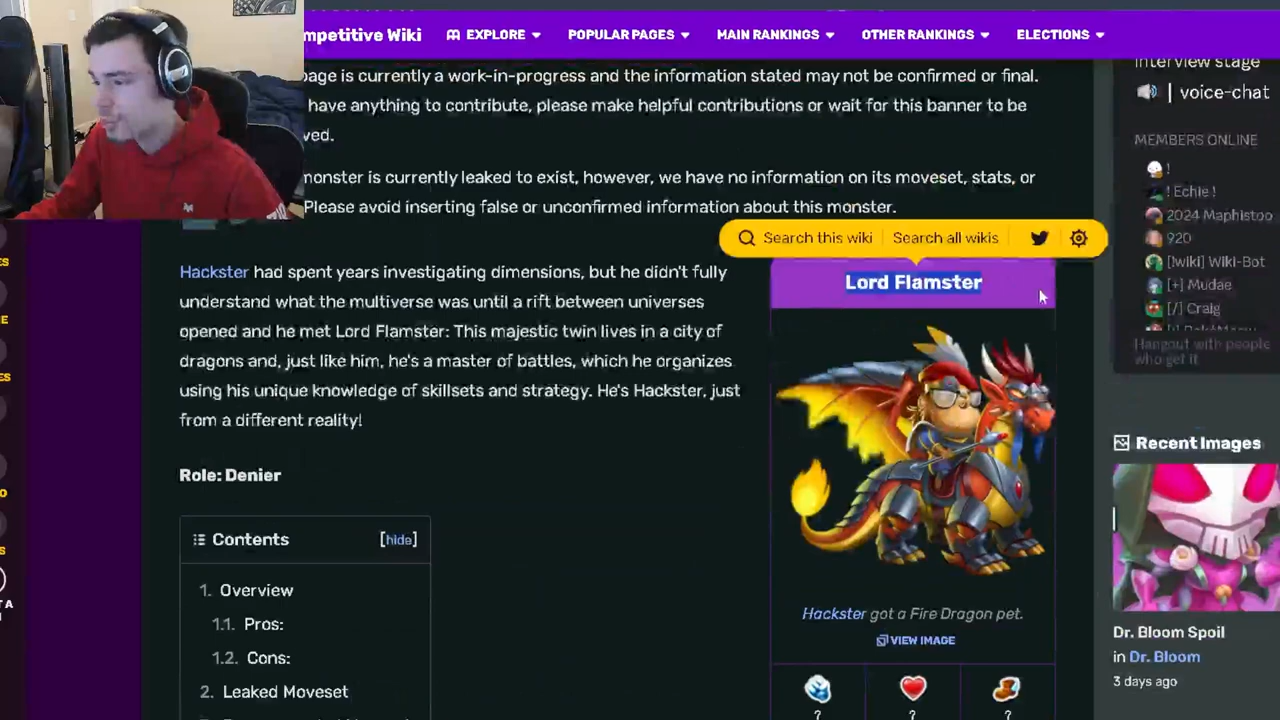 mpetitive Wiki
EXPLORE
POPULAR PAGES
MAIN RANKINGS
OTHER RANKINGS
ELECTIONS
page is currently a work-in-progress and the information stated may not be confirmed or final.
have anything to contribute, please make helpful contributions or wait for this banner to be
ved.
monster is currently leaked to exist, however, we have no information on its moveset, stats, or
Please avoid inserting false or unconfirmed information about this monster.
Search this wiki
Search all wikis
Lord Flamster
Hackster had spent years investigating dimensions, but he didn't fully
understand what the multiverse was until a rift between universes
opened and he met Lord Flamster: This majestic twin lives in a city of
dragons and, just like him, he's a master of battles, which he organizes
using his unique knowledge of skillsets and strategy. He's Hackster, just
from a different reality!
Role: Denier
Contents
[hide]
1. Overview
1.1. Pros:
1.2. Cons:
2. Leaked Moveset
Hackster got a Fire Dragon pet.
VIEW IMAGE
?
?
?
interview stage
| voice-chat
MEMBERS ONLINE
!
! Echie !
2024 Maphistoo
920
[!wiki] Wiki-Bot
[+] Mudae
[/] Craig
Hangout with people
who get it
Recent Images
Dr. Bloom Spoil
in Dr. Bloom
3 days ago